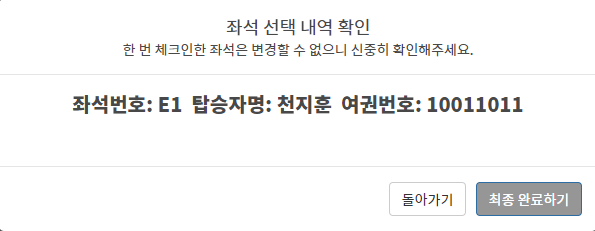 좌석 선택 내역 확인
한 번 체크인한 좌석은 변경할 수 없으니 신중히 확인해주세요.
좌석번호: E1 탑승자명: 천지훈 여권번호: 10011011
돌아가기 최종 완료하기